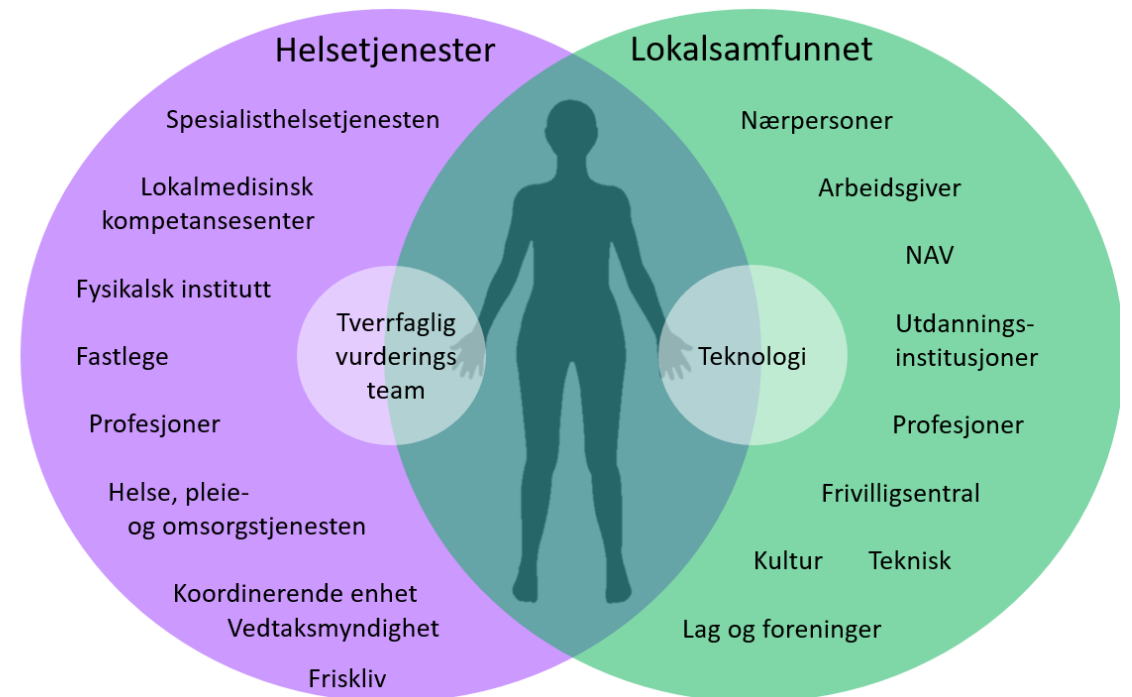 Helsetjenester
Spesialisthelsetjenesten
Lokalmedisinsk
kompetansesenter
Fysikalsk institutt
Fastlege
Profesjoner
Helse, pleie-
og omsorgstjenesten
Koordinerende enhet
Vedtaksmyndighet
Friskliv
Tverrfaglig
vurderings
team
Lokalsamfunnet
Nærpersoner
Arbeidsgiver
NAV
Utdannings-
institusjoner
Profesjoner
Frivilligsentral
Kultur Teknisk
Lag og foreninger
Teknologi